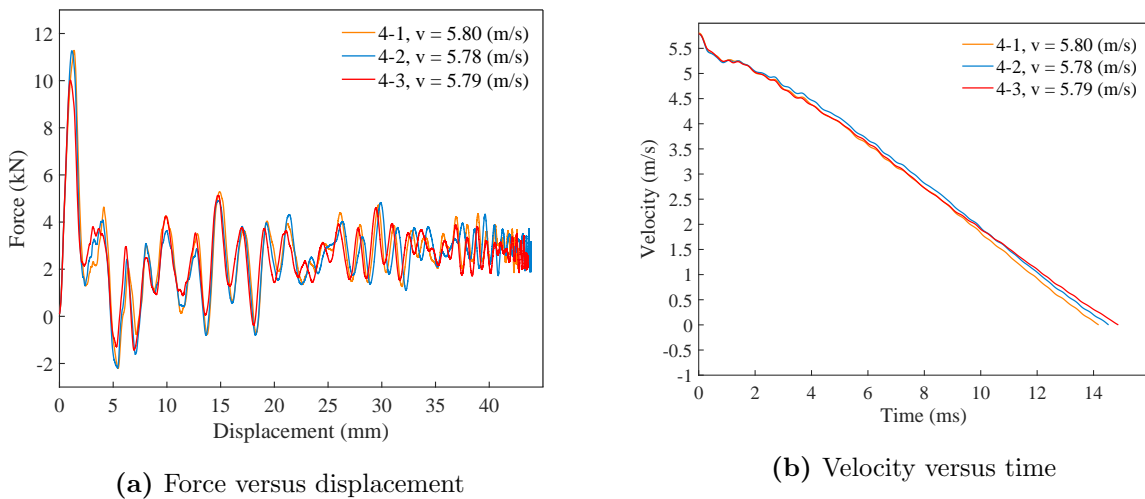 12
10
8
6
4
2
0
-2
Force (kN)
4-1, v = 5.80 (m/s)
4-2, v = 5.78 (m/s)
4-3, v = 5.79 (m/s)
0 5 10 15 20 25 30 35 40
Displacement (mm)
(a) Force versus displacement
5.5
5
4.5
4
3.5
3
2.5
2
1.5
1
0.5
0
-0.5
-1
Velocity (m/s)
4-1, v = 5.80 (m/s)
4-2, v = 5.78 (m/s)
4-3, v = 5.79 (m/s)
0 2 4 6 8 10 12 14
Time (ms)
(b) Velocity versus time